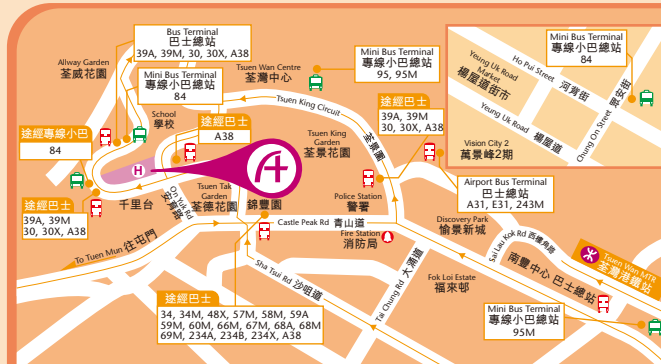 Bus Terminal
巴士總站
39A, 39M, 30, 30X, A38
Allway Garden
荃威花園
Mini Bus Terminal
專線小巴總站
84
School
學校
途經專線小巴
84
途經巴士
A38
途經巴士
39A, 39M
30, 30X, A38
千里台
H
On Yuk Rd
安育路
Tsuen Tak
Garden
荃德花園
錦豐園
To Tuen Mun 往屯門
Tsuen Wan Centre
荃灣中心
Mini Bus Terminal
專線小巴總站
95, 95M
Tsuen King Circuit
荃景圍
Tsuen King
Garden
荃景花園
途經巴士
39A, 39M
30, 30X, A38
Police Station
警署
Castle Peak Rd 青山道
Fire Station
消防局
Sha Tsui Rd 沙咀道
Tai Chung Rd 大涌道
途經巴士
34, 34M, 48X, 57M, 58M, 59A
59M, 60M, 66M, 67M, 68A, 68M
69M, 234A, 234B, 234X, A38
Airport Bus Terminal
巴士總站
A31, E31, 243M
Discovery Park
愉景新城
Sai Lau Kok Rd 西樓角路
Fok Loi Estate
福來邨
南豐中心 巴士總站
Tsuen Wan MTR
荃灣港鐵站
Mini Bus Terminal
專線小巴總站
95M
Yeung Uk Road
Market
楊屋道街市
Ho Pui Street 河背街
Mini Bus Terminal
專線小巴總站
84
Yeung Uk Road 楊屋道
Chung On Street 眾安街
Vision City 2
萬景峰2期